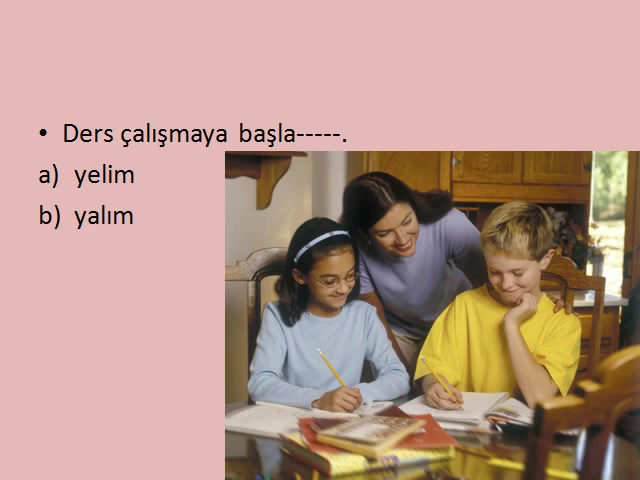 • Ders çalışmaya başla-----.
a) yelim
b) yalım